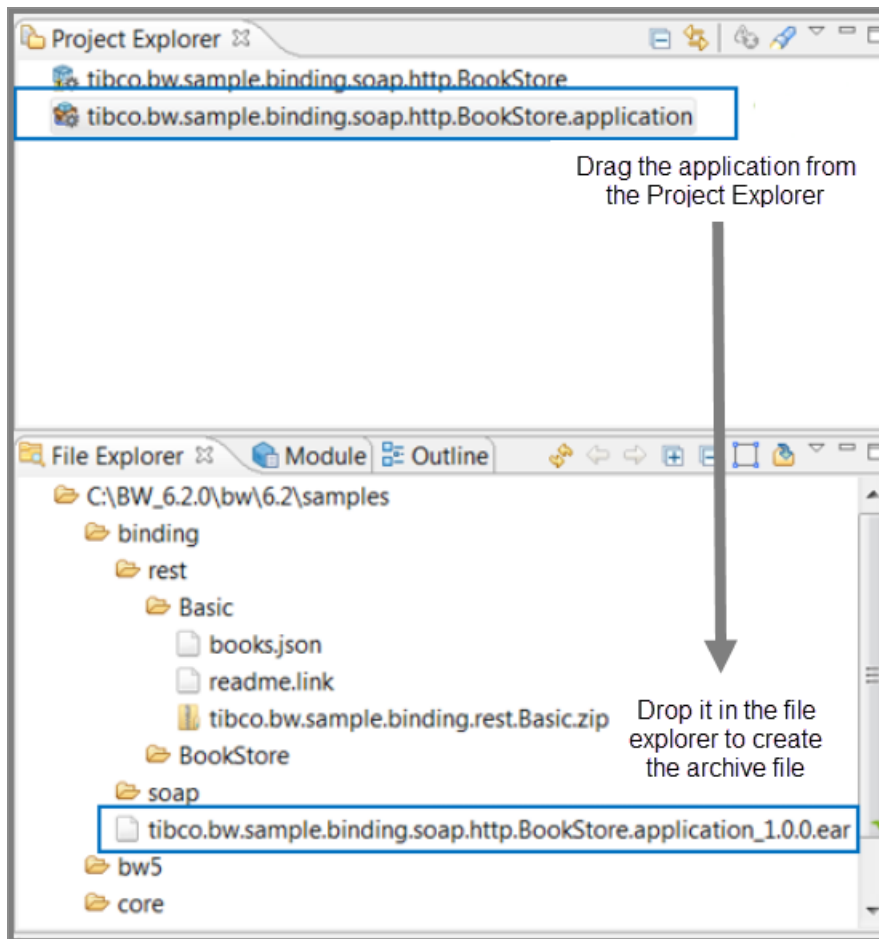 Project Explorer
tibco.bw.sample.binding.soap.http.BookStore
tibco.bw.sample.binding.soap.http.BookStore.application
Drag the application from
the Project Explorer
File Explorer
Module
Outline
C:\BW_6.2.0\bw\6.2\samples
binding
rest
Basic
books.json
readme.link
tibco.bw.sample.binding.rest.Basic.zip
Drop it in the file
explorer to create
the archive file
BookStore
soap
tibco.bw.sample.binding.soap.http.BookStore.application_1.0.0.ear
bw5
core